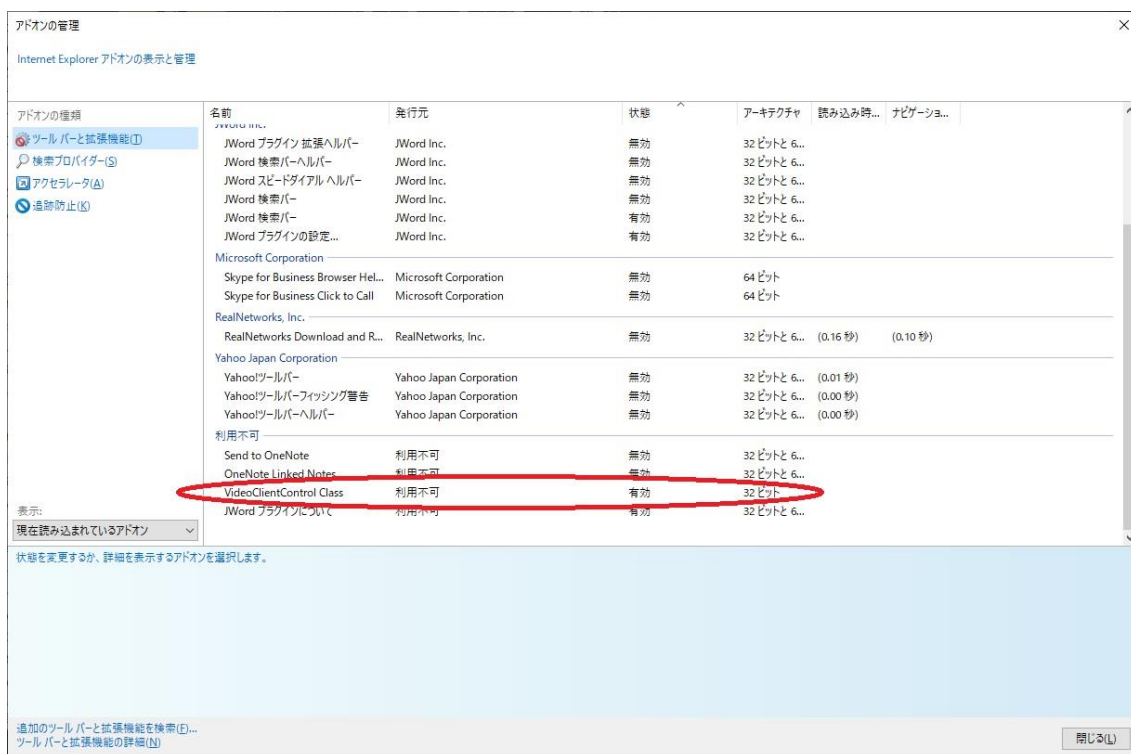 アドオンの管理
Internet Explorer アドオンの表示と管理
アドオンの種類
ツール バーと拡張機能(T)
検索プロバイダー(S)
アクセラレータ(A)
追跡防止(K)
表示:
現在読み込まれているアドオン
名前 発行元 状態 アーキテクチャ 読み込み時... ナビゲーショ...
JWord Inc.
JWord プラグイン 拡張ヘルパー JWord Inc. 無効 32 ビットと 6...
JWord 検索バーヘルパー JWord Inc. 無効 32 ビットと 6...
JWord スピードダイアル ヘルパー JWord Inc. 無効 32 ビットと 6...
JWord 検索バー JWord Inc. 無効 32 ビットと 6...
JWord 検索バー JWord Inc. 有効 32 ビットと 6...
JWord プラグインの設定... JWord Inc. 有効 32 ビットと 6...
Microsoft Corporation
Skype for Business Browser Hel... Microsoft Corporation 無効 64 ビット
Skype for Business Click to Call Microsoft Corporation 無効 64 ビット
RealNetworks, Inc.
RealNetworks Download and R... RealNetworks, Inc. 無効 32 ビットと 6... (0.16 秒) (0.10 秒)
Yahoo Japan Corporation
Yahoo!ツールバー Yahoo Japan Corporation 無効 32 ビットと 6... (0.01 秒)
Yahoo!ツールバーフィッシング警告 Yahoo Japan Corporation 無効 32 ビットと 6... (0.00 秒)
Yahoo!ツールバーヘルパー Yahoo Japan Corporation 無効 32 ビットと 6... (0.00 秒)
利用不可
Send to OneNote 利用不可 無効 32 ビットと 6...
OneNote Linked Notes 利用不可 無効 32 ビットと 6...
VideoClientControl Class 利用不可 有効 32 ビット
JWord プラグインについて 利用不可 有効 32 ビットと 6...
状態を変更するか、詳細を表示するアドオンを選択します。
追加のツール バーと拡張機能を検索(F)...
ツール バーと拡張機能の詳細(N)
閉じる(L)